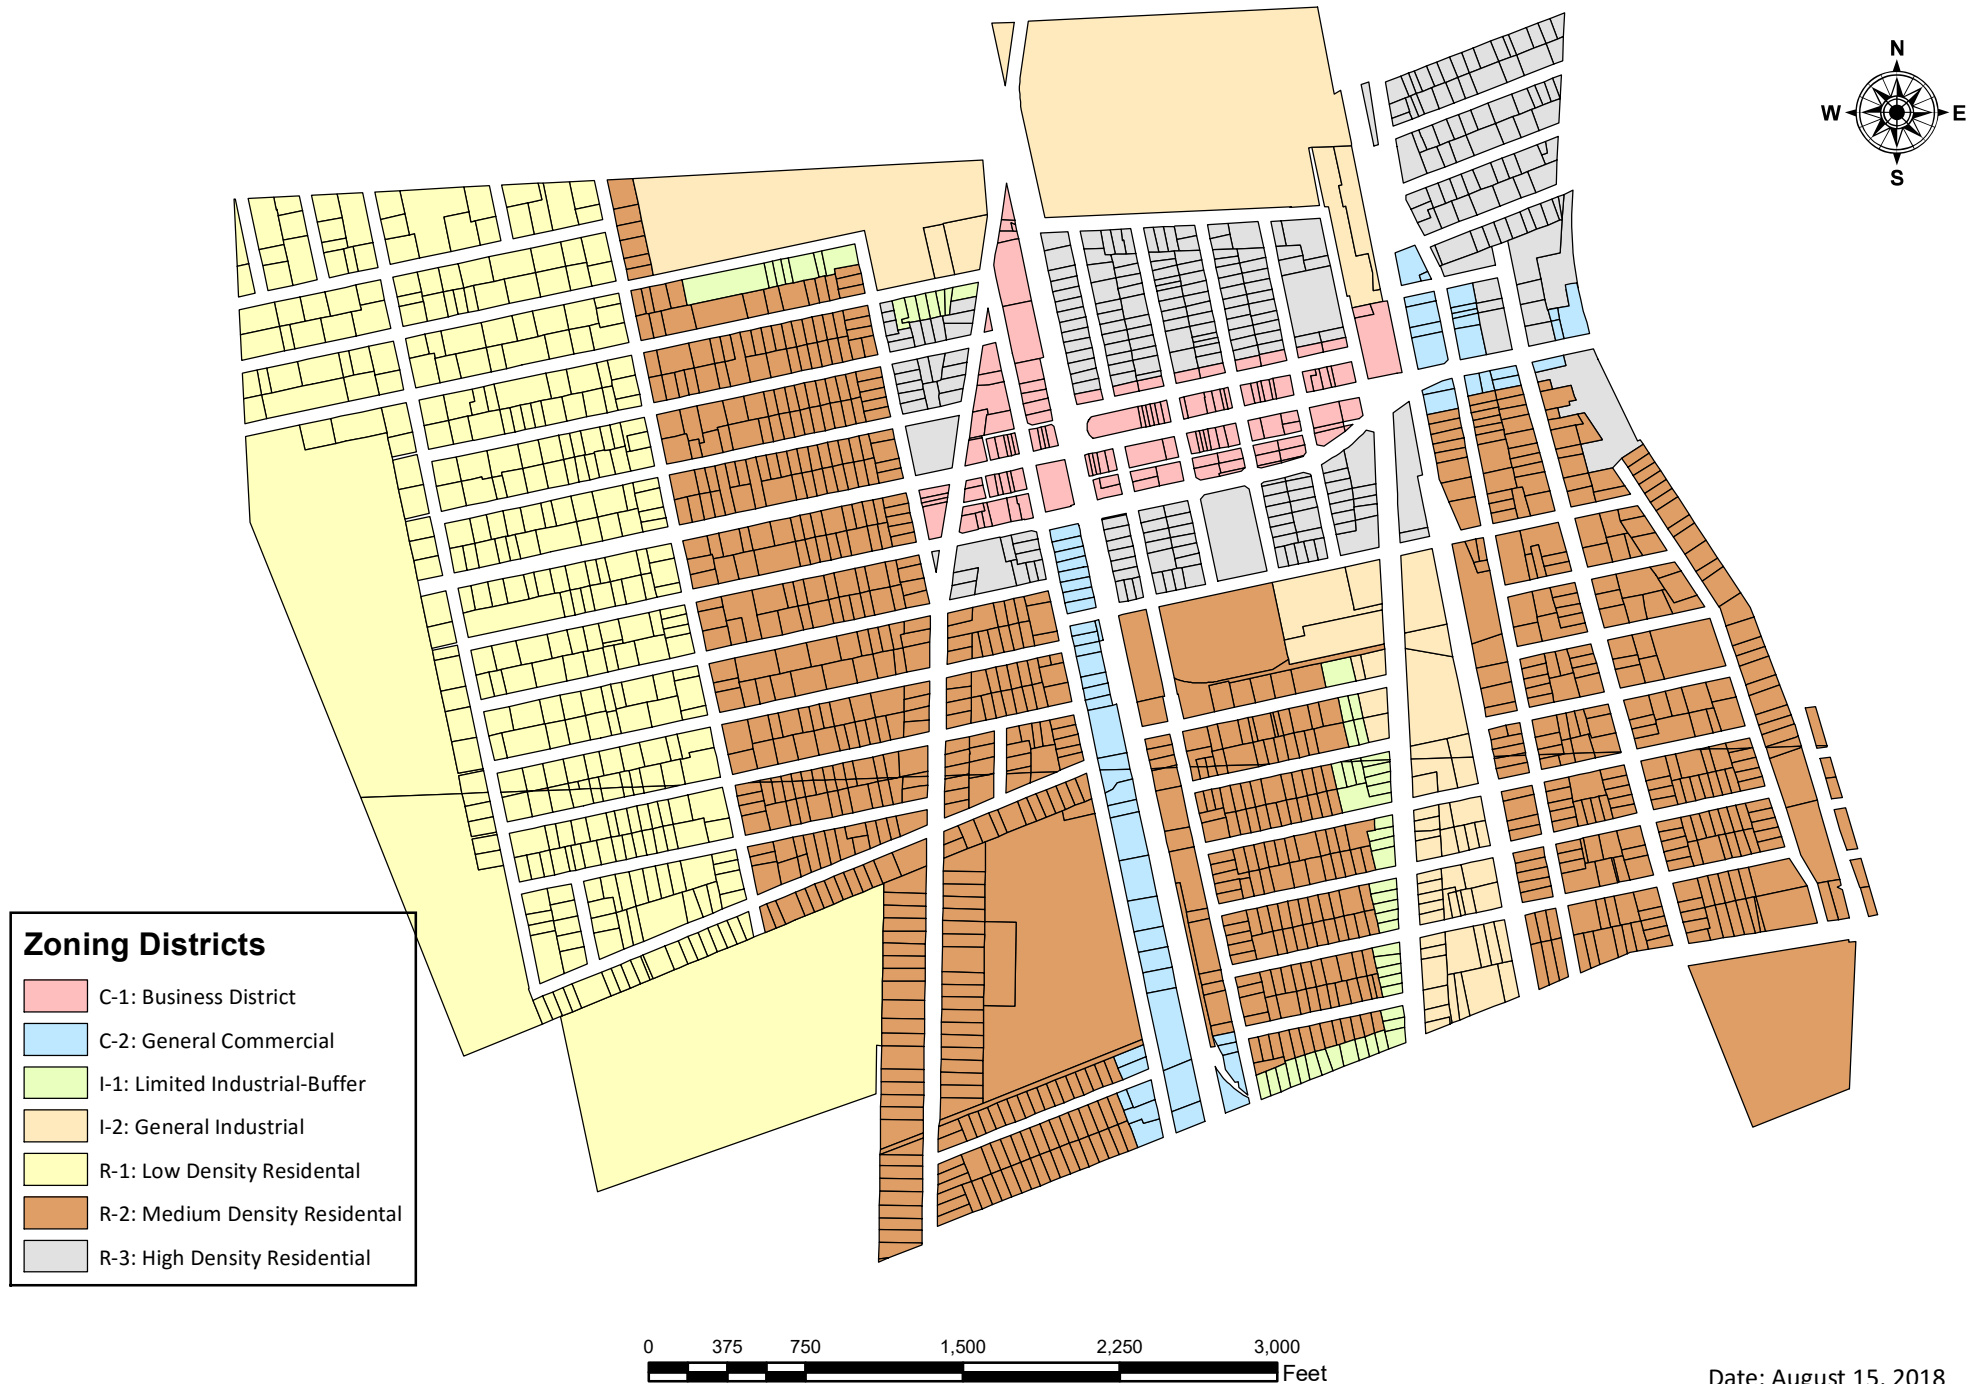 N
W E
S
Zoning Districts
C-1: Business District
C-2: General Commercial
I-1: Limited Industrial-Buffer
I-2: General Industrial
R-1: Low Density Residental
R-2: Medium Density Residental
R-3: High Density Residential
0 375 750 1,500 2,250 3,000
Feet
Date: August 15, 2018